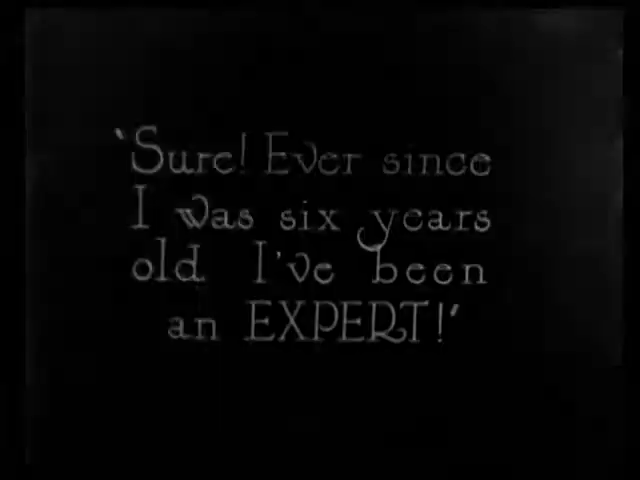 'Sure! Ever since
I was six years
old I've been
an EXPERT!'